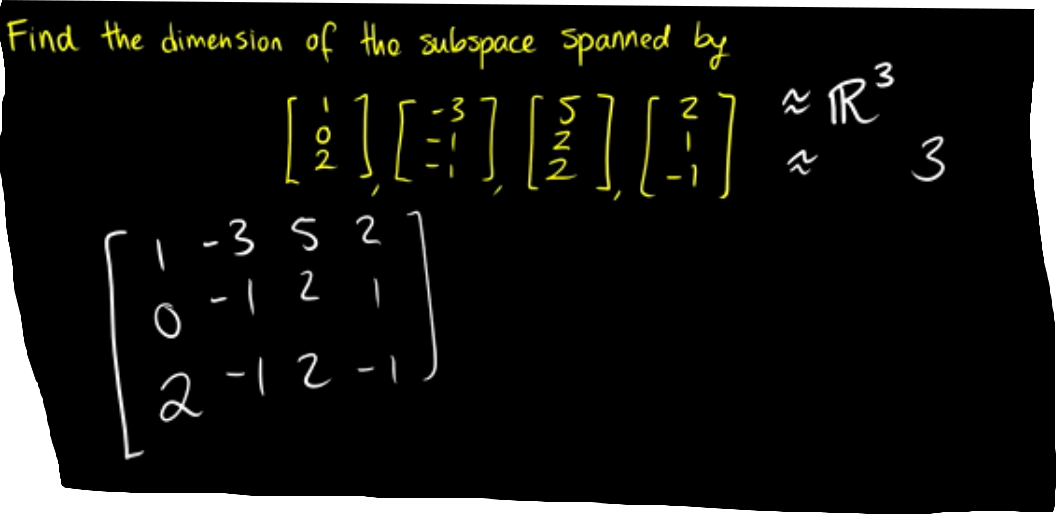 Find the dimension of the subspace spanned by
[1 0 2], [-3 -1 -1], [5 2 2], [2 1 -1] ≈ ℝ³
≈ 3
[1 -3 5 2
0 -1 2 1
2 -1 2 -1]